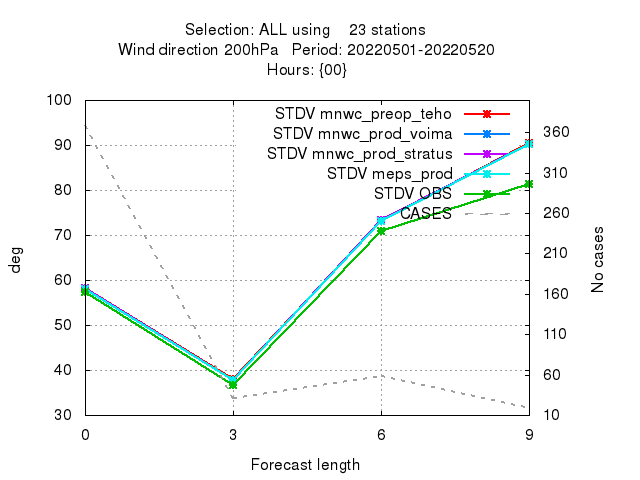 Selection: ALL using 23 stations
Wind direction 200hPa Period: 20220501-20220520
Hours: {00}
STDV mnwc_preop_teho
STDV mnwc_prod_voima
STDV mnwc_prod_stratus
STDV meps_prod
STDV OBS
CASES
100
90
80
70
60
50
40
30
deg
360
310
260
210
160
110
60
10
No cases
0 3 6 9
Forecast length